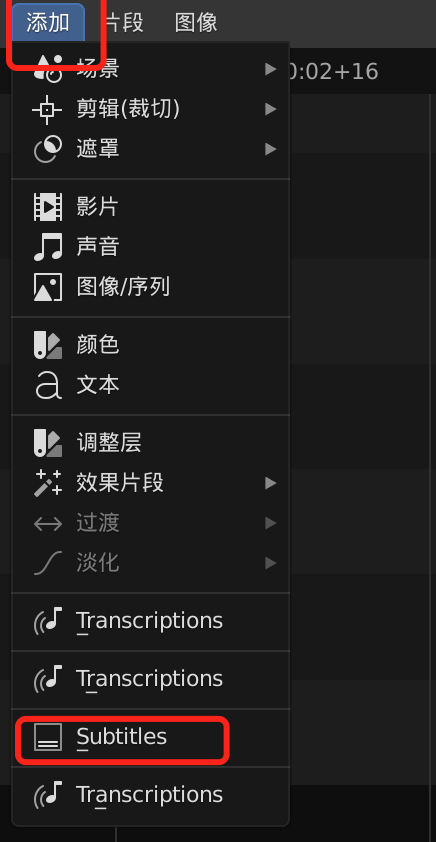 添加 片段 图像
场景 0:02+16
剪辑(裁切)
遮罩
影片
声音
图像/序列
颜色
文本
调整层
效果片段
过渡
淡化
Transcriptions
Transcriptions
Subtitles
Transcriptions